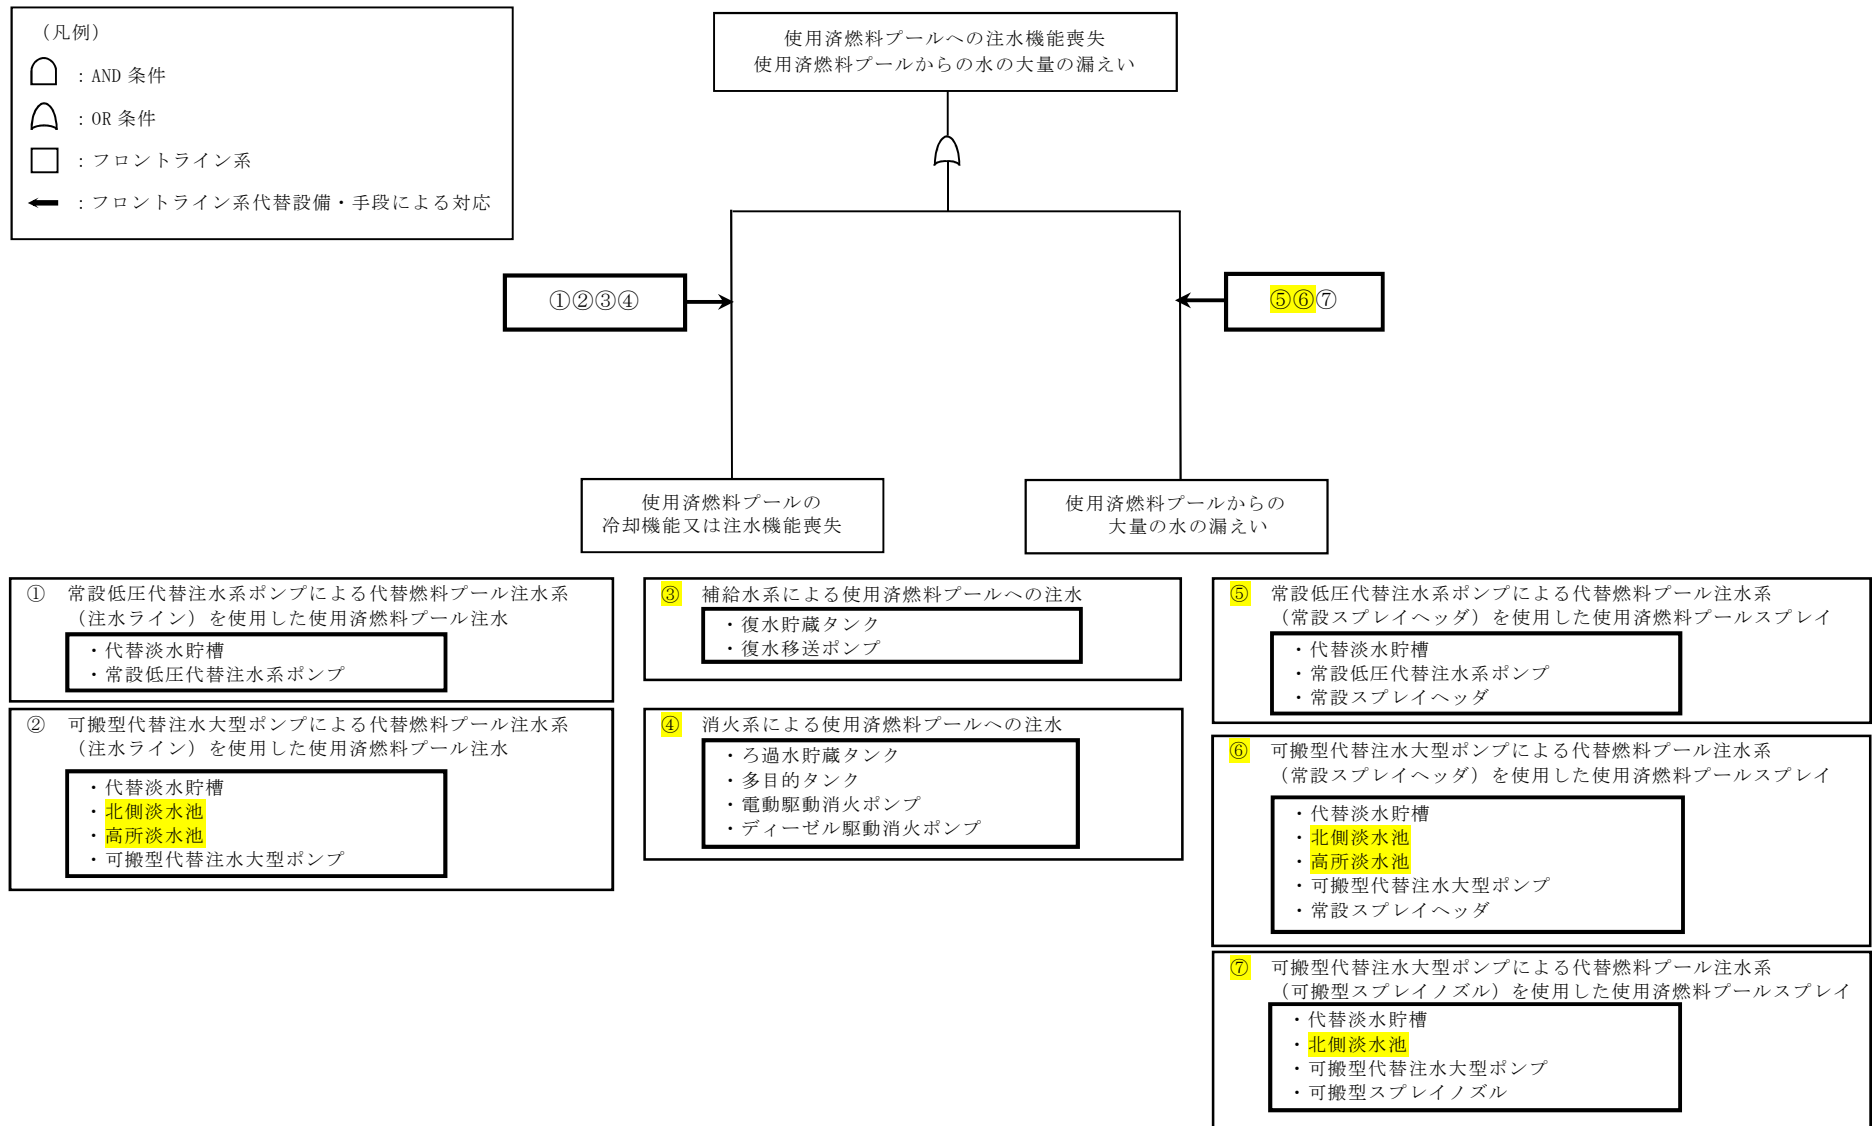 （凡例）
：AND 条件
：OR 条件
：フロントライン系
：フロントライン系代替設備・手段による対応
使用済燃料プールへの注水機能喪失
使用済燃料プールからの水の大量の漏えい
①②③④
⑤⑥⑦
使用済燃料プールの
冷却機能又は注水機能喪失
使用済燃料プールからの
大量の水の漏えい
① 常設低圧代替注水系ポンプによる代替燃料プール注水系
（注水ライン）を使用した使用済燃料プール注水
・代替淡水貯槽
・常設低圧代替注水系ポンプ
② 可搬型代替注水大型ポンプによる代替燃料プール注水系
（注水ライン）を使用した使用済燃料プール注水
・代替淡水貯槽
・北側淡水池
・高所淡水池
・可搬型代替注水大型ポンプ
③ 補給水系による使用済燃料プールへの注水
・復水貯蔵タンク
・復水移送ポンプ
④ 消火系による使用済燃料プールへの注水
・ろ過水貯蔵タンク
・多目的タンク
・電動駆動消火ポンプ
・ディーゼル駆動消火ポンプ
⑤ 常設低圧代替注水系ポンプによる代替燃料プール注水系
（常設スプレイヘッダ）を使用した使用済燃料プールスプレイ
・代替淡水貯槽
・常設低圧代替注水系ポンプ
・常設スプレイヘッダ
⑥ 可搬型代替注水大型ポンプによる代替燃料プール注水系
（常設スプレイヘッダ）を使用した使用済燃料プールスプレイ
・代替淡水貯槽
・北側淡水池
・高所淡水池
・可搬型代替注水大型ポンプ
・常設スプレイヘッダ
⑦ 可搬型代替注水大型ポンプによる代替燃料プール注水系
（可搬型スプレイノズル）を使用した使用済燃料プールスプレイ
・代替淡水貯槽
・北側淡水池
・可搬型代替注水大型ポンプ
・可搬型スプレイノズル